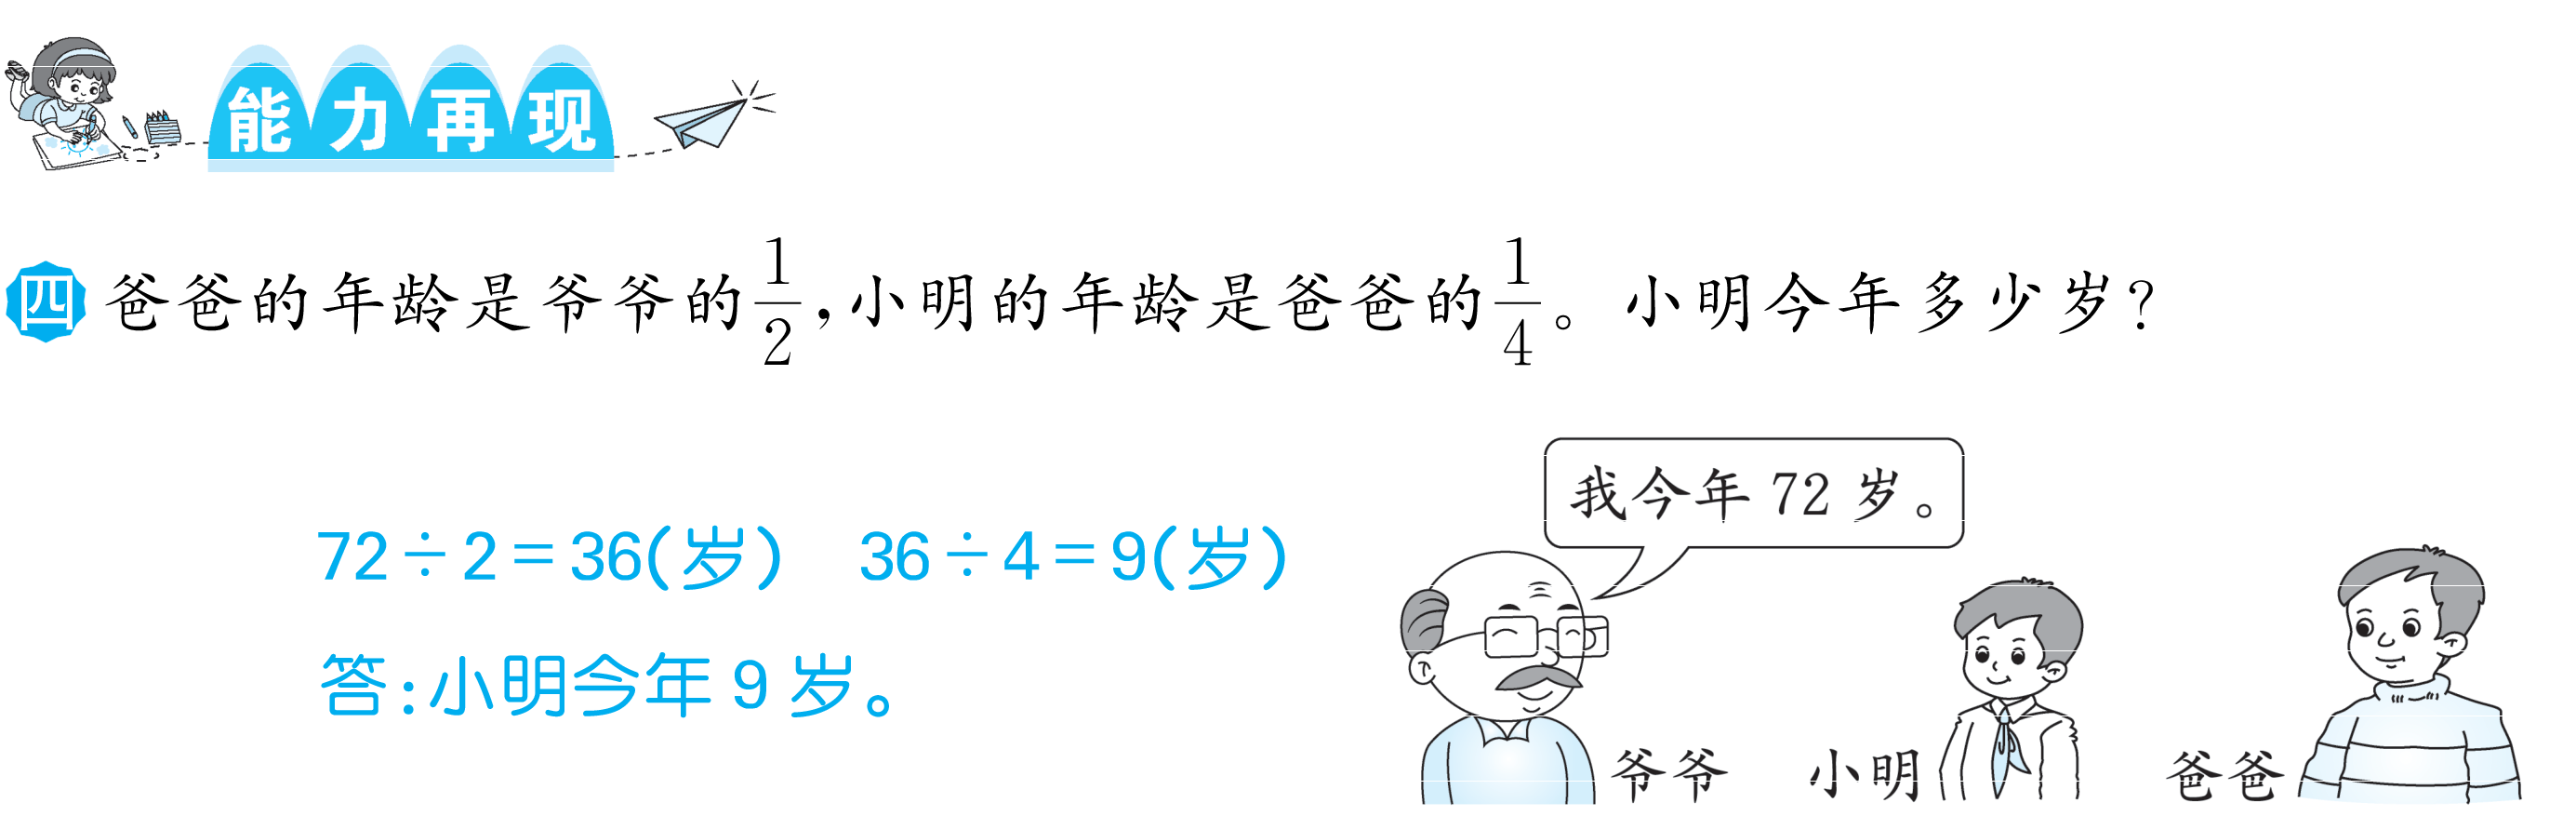 能力再现
四 爸爸的年龄是爷爷的1/2,小明的年龄是爸爸的1/4。小明今年多少岁?
我今年 72 岁。
72÷2=36(岁) 36÷4=9(岁)
答:小明今年 9 岁。
爷爷 小明 爸爸